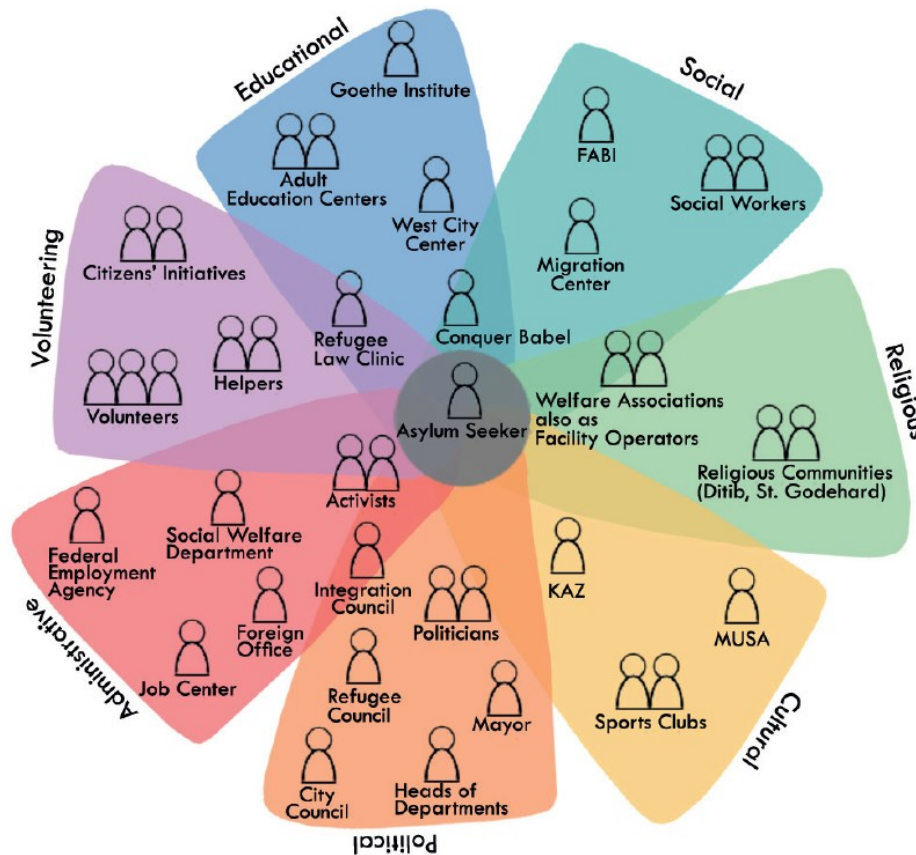 Educational
Goethe Institute
Adult
Education Centers
West City
Center
Social
FABI
Social Workers
Migration
Center
Conquer Babel
Volunteering
Citizens' Initiatives
Refugee
Law Clinic
Helpers
Volunteers
Asylum Seeker
Religious
Welfare Associations
also as
Facility Operators
Religious Communities
(Ditib, St. Godehard)
Activists
Administrative
Federal
Employment
Agency
Social Welfare
Department
Foreign
Office
Job Center
Integration
Council
Politicians
Refugee
Council
Mayor
City
Council
Heads of
Departments
Political
KAZ
MUSA
Sports Clubs
Cultural